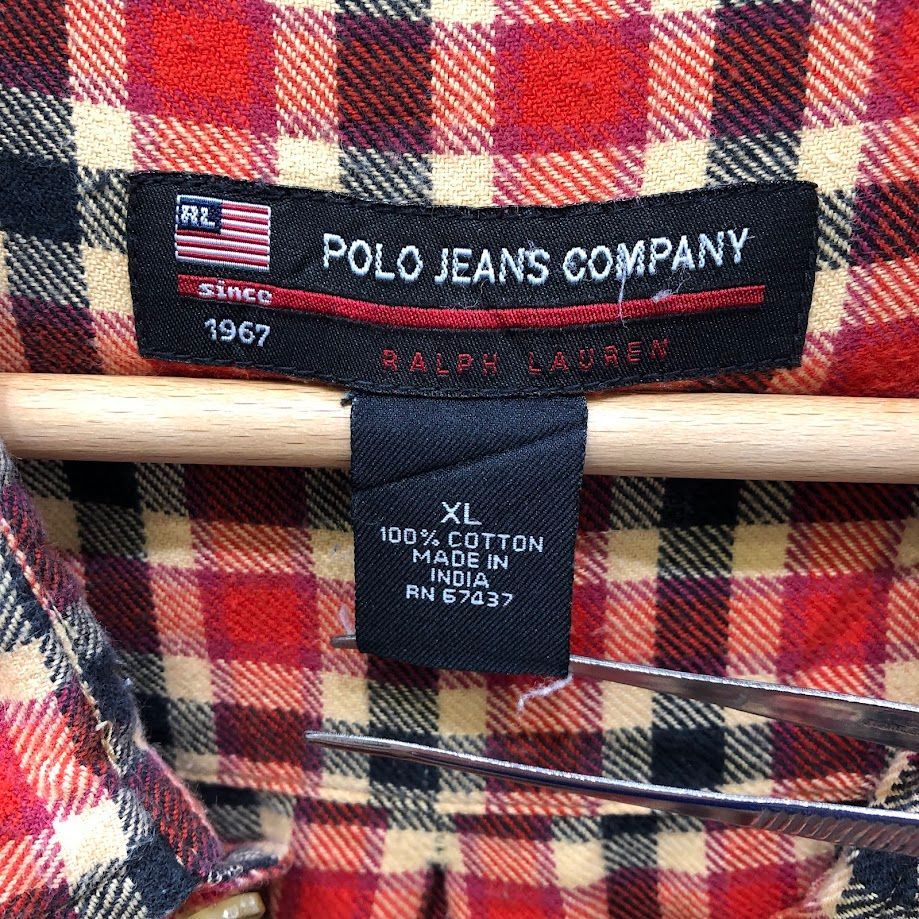 RL
POLO JEANS COMPANY
since
1967
RALPH LAUREN
XL
100% COTTON
MADE IN
INDIA
RN 67437